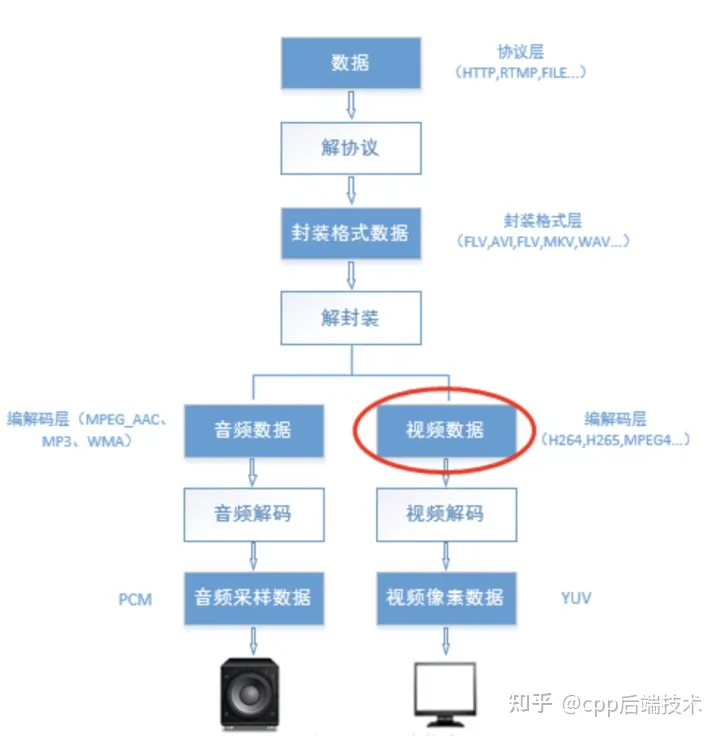 数据
协议层
（HTTP,RTMP,FILE...）
解协议
封装格式数据
封装格式层
（FLV,AVI,FLV,MKV,WAV...）
解封装
编解码层（MPEG_AAC、
MP3、WMA）
音频数据
视频数据
编解码层
（H264,H265,MPEG4...）
音频解码
视频解码
PCM
音频采样数据
视频像素数据
YUV
知乎 @cpp后端技术